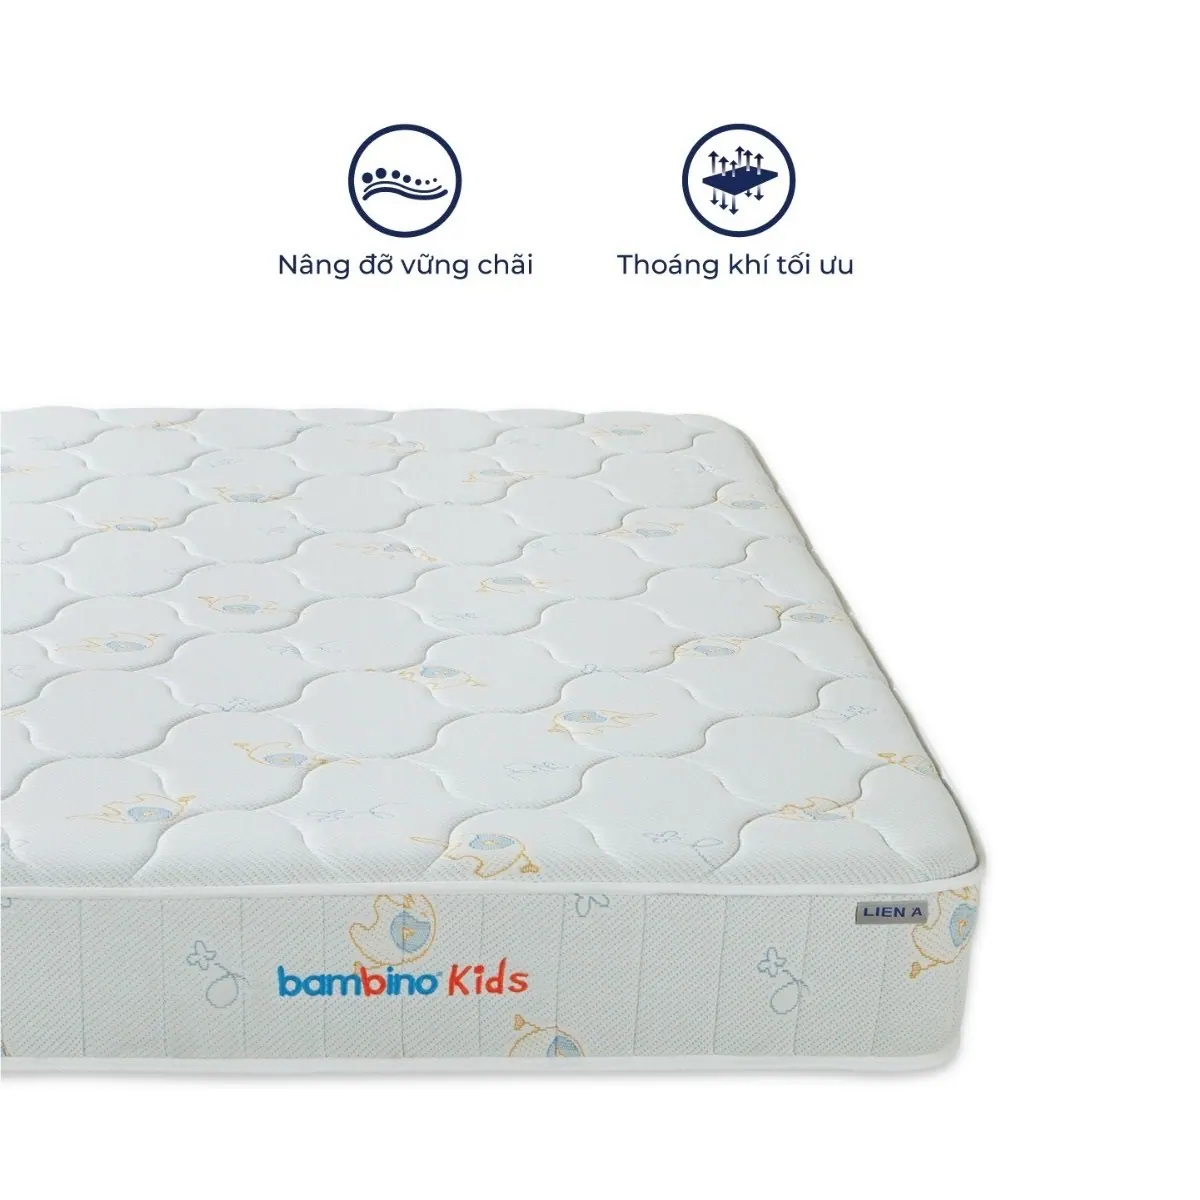 Nâng đỡ vững chãi
Thoáng khí tối ưu
LIEN A
bambino Kids